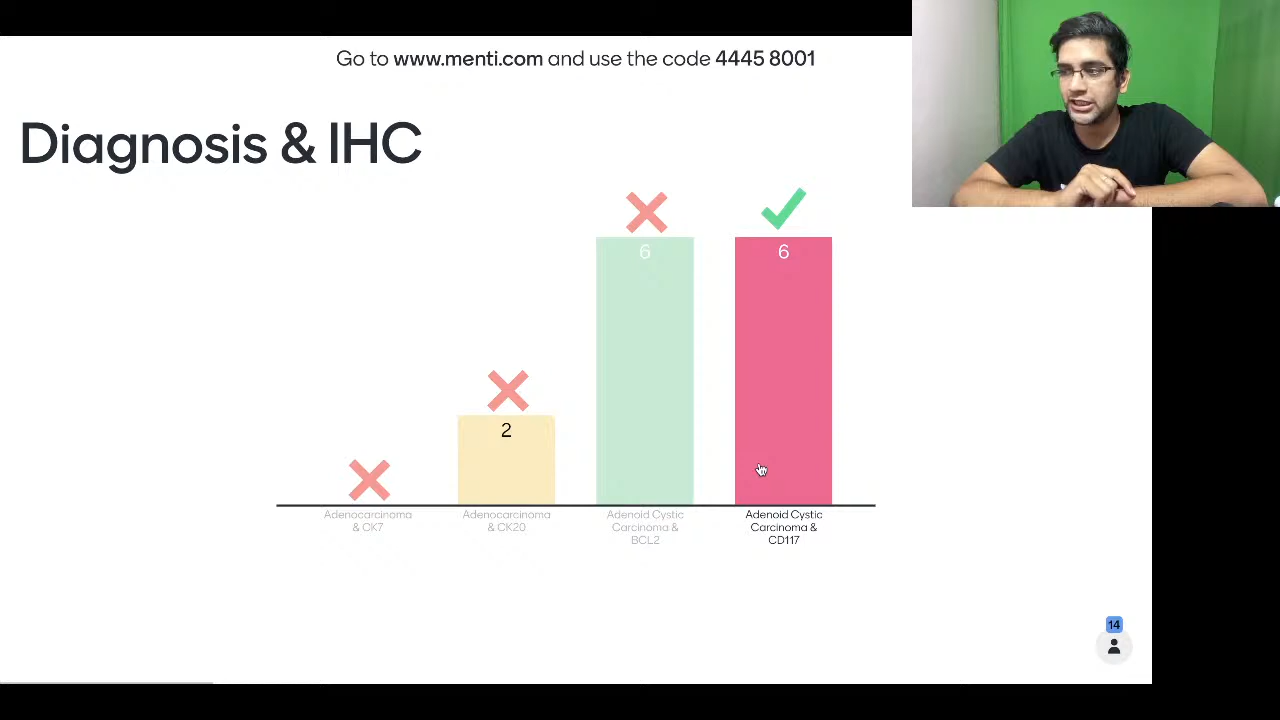 Go to www.menti.com and use the code 4445 8001
Diagnosis & IHC
6
6
2
Adenocarcinoma
& CK7
Adenocarcinoma
& CK20
Adenoid Cystic
Carcinoma &
BCL2
Adenoid Cystic
Carcinoma &
CD117
14